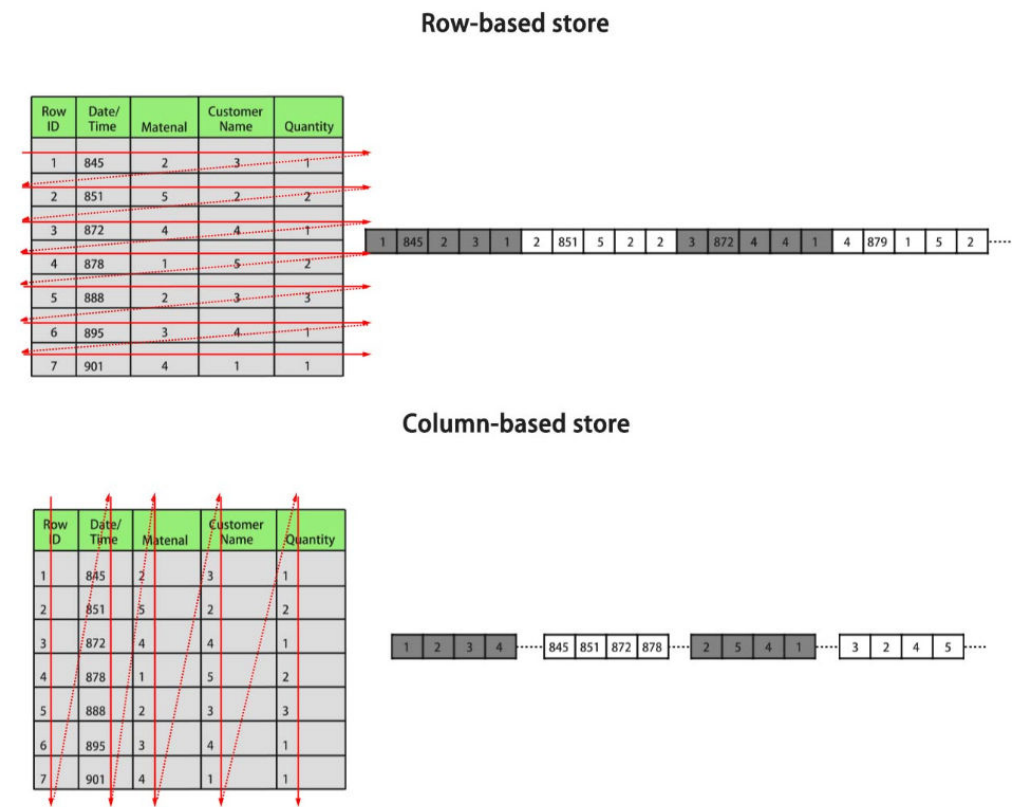 Row-based store
Row ID Date/Time Matenal Customer Name Quantity
1 845 2 3 1
2 851 5 2 2
3 872 4 4 1
4 878 1 5 2
5 888 2 3 3
6 895 3 4 1
7 901 4 1 1
1 845 2 3 1 2 851 5 2 2 3 872 4 4 1 4 879 1 5 2
Column-based store
Row ID Date/Time Matenal Customer Name Quantity
1 845 2 3 1
2 851 5 2 2
3 872 4 4 1
4 878 1 5 2
5 888 2 3 3
6 895 3 4 1
7 901 4 1 1
1 2 3 4 845 851 872 878 2 5 4 1 3 2 4 5